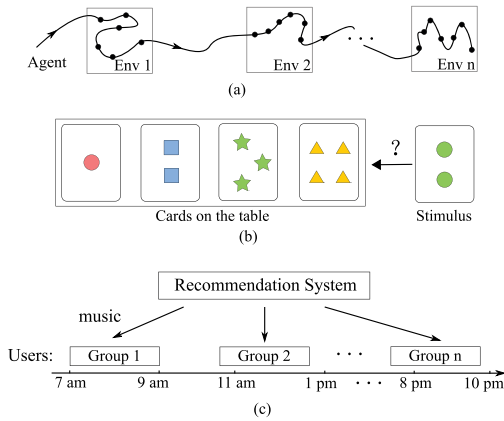 Agent
Env 1
Env 2
. . .
Env n
(a)
?
Cards on the table
Stimulus
(b)
Recommendation System
music
Users:
Group 1
Group 2
. . .
Group n
7 am
9 am
11 am
1 pm
. . .
8 pm
10 pm
(c)